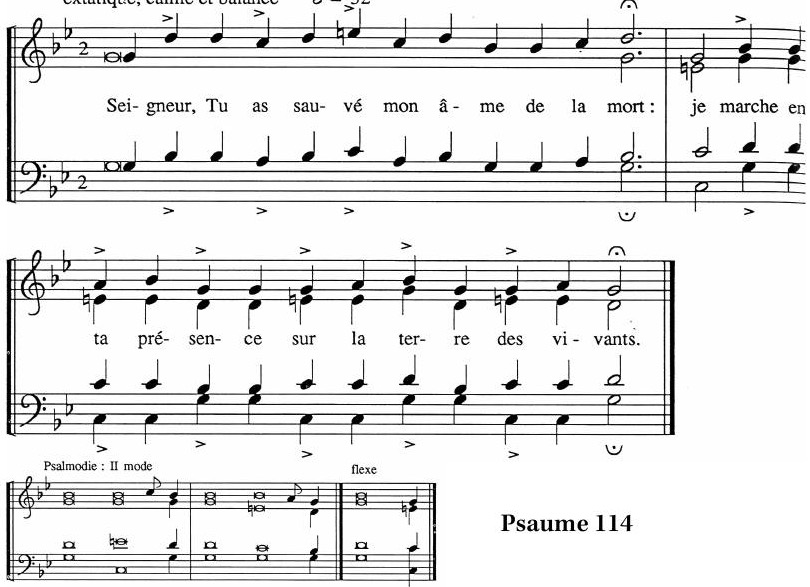 extatique, calme et balancé = 52
Sei- gneur, Tu as sau- vé mon â- me de la mort : je marche en
ta pré- sen- ce sur la ter- re des vi- vants.
Psalmodie : II mode
flexe
Psaume 114